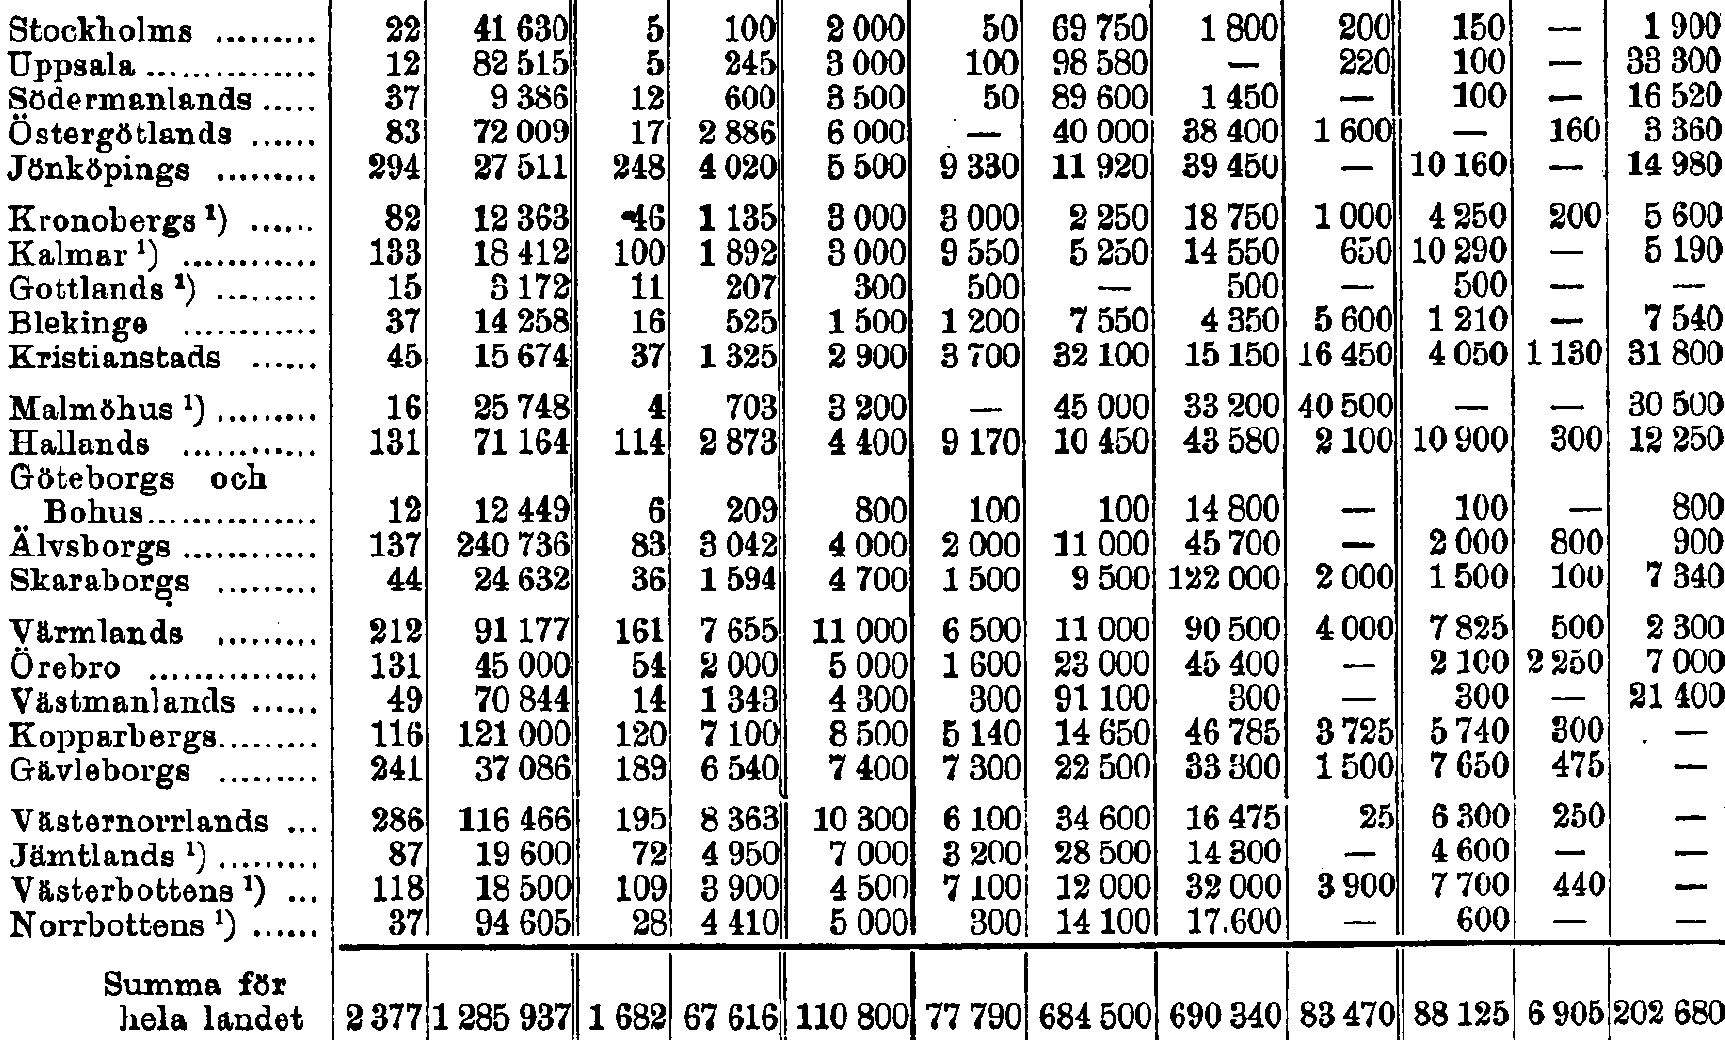 Stockholms ......... 22 41 630 5 100 2 000 50 69 750 1 800 200 150 — 1 900
Uppsala ............... 12 82 515 5 245 3 000 100 98 580 — 220 100 — 33 300
Södermanlands ..... 37 9 386 12 600 3 500 50 89 600 1 450 — 100 — 16 520
Östergötlands ...... 83 72 009 17 2 886 6 000 — 40 000 38 400 1 600 — 160 3 360
Jönköpings ......... 294 27 511 248 4 020 5 500 9 330 11 920 39 450 — 10 160 — 14 980
Kronobergs ¹) ...... 82 12 363 46 1 135 3 000 3 000 2 250 18 750 1 000 4 250 200 5 600
Kalmar ¹) ............ 133 18 412 100 1 892 3 000 9 550 5 250 14 550 650 10 290 — 5 190
Gottlands ¹) ......... 15 3 172 11 207 300 500 — 500 — 500 — —
Blekinge ............ 37 14 258 16 525 1 500 1 200 7 550 4 350 5 600 1 210 — 7 540
Kristianstads ...... 45 15 674 37 1 325 2 900 3 700 32 100 15 150 16 450 4 050 1 130 31 800
Malmöhus ¹) ......... 16 25 748 4 703 3 200 — 45 000 33 200 40 500 — — 30 500
Hallands ............ 131 71 164 114 2 873 4 400 9 170 10 450 43 580 2 100 10 900 300 12 250
Göteborgs och
Bohus ............... 12 12 449 6 209 800 100 100 14 800 — 100 — 800
Älvsborgs ............ 137 240 736 83 3 042 4 000 2 000 11 000 45 700 — 2 000 800 900
Skaraborgs ......... 44 24 632 36 1 594 4 700 1 500 9 500 122 000 2 000 1 500 100 7 340
Värmlands ......... 212 91 177 161 7 655 11 000 6 500 11 000 90 500 4 000 7 825 500 2 300
Örebro ............... 131 45 000 54 2 000 5 000 1 600 23 000 45 400 — 2 100 2 250 7 000
Västmanlands ...... 49 70 844 14 1 343 4 300 300 91 100 300 — 300 — 21 400
Kopparbergs ......... 116 121 000 120 7 100 8 500 5 140 14 650 46 785 3 725 5 740 300 —
Gävleborgs ......... 241 37 086 189 6 540 7 400 7 300 22 500 33 300 1 500 7 650 475 —
Västernorrlands ... 286 116 466 195 8 363 10 300 6 100 34 600 16 475 25 6 300 250 —
Jämtlands ¹) ......... 87 19 600 72 4 950 7 000 3 200 28 500 14 300 — 4 600 — —
Västerbottens ¹) ... 118 18 500 109 3 900 4 500 7 100 12 000 32 000 3 900 7 700 440 —
Norrbottens ¹) ...... 37 94 605 28 4 410 5 000 300 14 100 17.600 — 600 — —
Summa för
hela landet 2 377 1 285 937 1 682 67 616 110 800 77 790 684 500 690 340 83 470 88 125 6 905 202 680